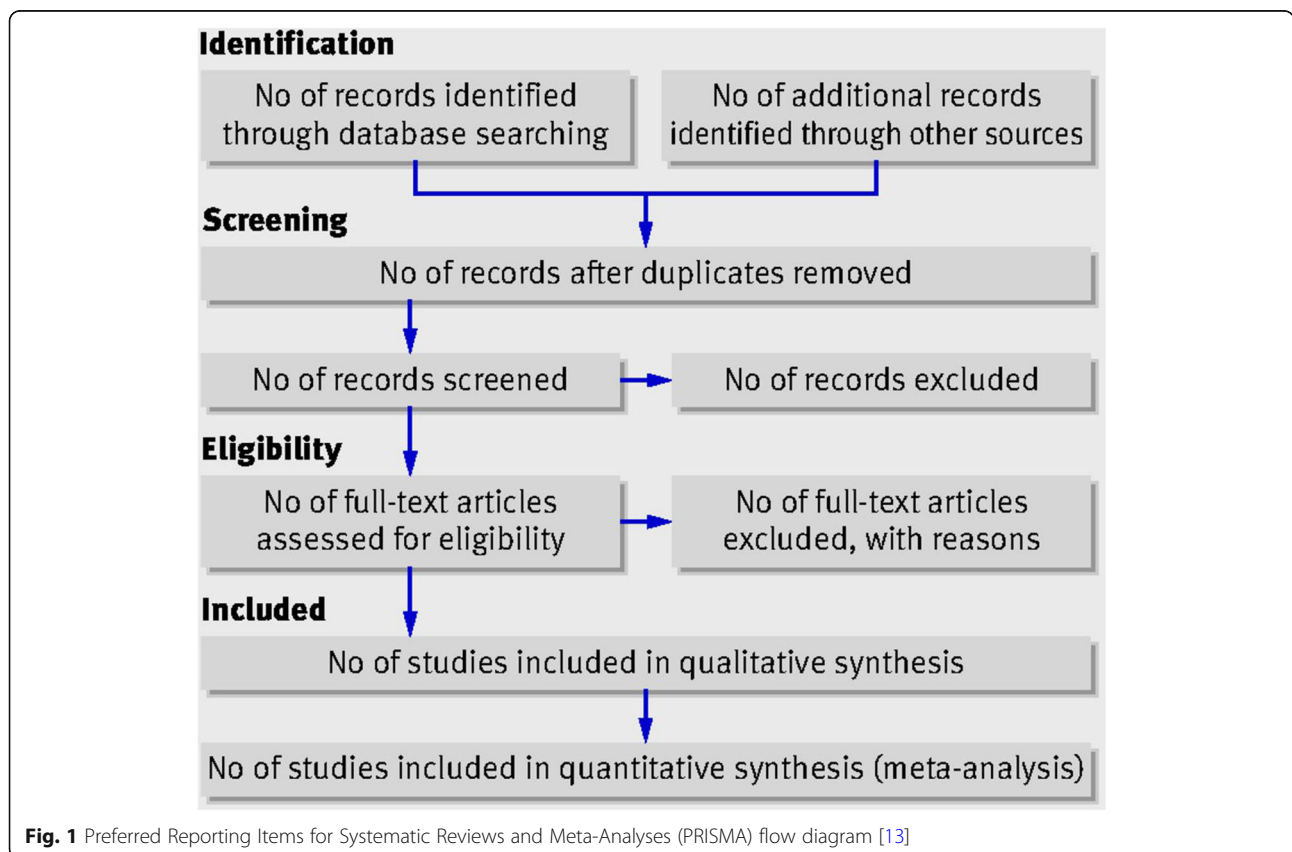 Identification
No of records identified
through database searching
No of additional records
identified through other sources
Screening
No of records after duplicates removed
No of records screened
No of records excluded
Eligibility
No of full-text articles
assessed for eligibility
No of full-text articles
excluded, with reasons
Included
No of studies included in qualitative synthesis
No of studies included in quantitative synthesis (meta-analysis)
Fig. 1 Preferred Reporting Items for Systematic Reviews and Meta-Analyses (PRISMA) flow diagram [13]